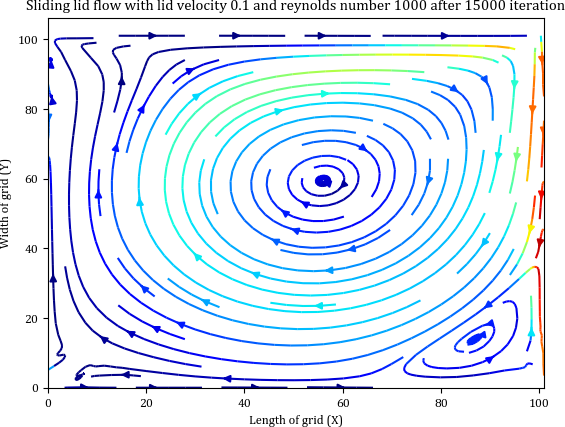 Sliding lid flow with lid velocity 0.1 and reynolds number 1000 after 15000 iteration
100
80
60
40
20
0
Width of grid (Y)
0 20 40 60 80 100
Length of grid (X)